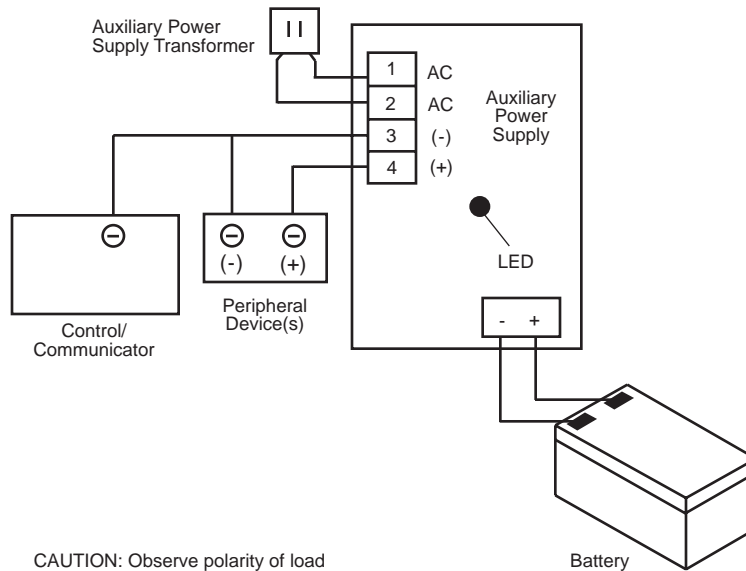 Auxiliary Power
Supply Transformer
1 AC
2 AC
3 (-)
4 (+)
Auxiliary
Power
Supply
LED
(-) (+)
Peripheral
Device(s)
Control/
Communicator
- +
CAUTION: Observe polarity of load
Battery